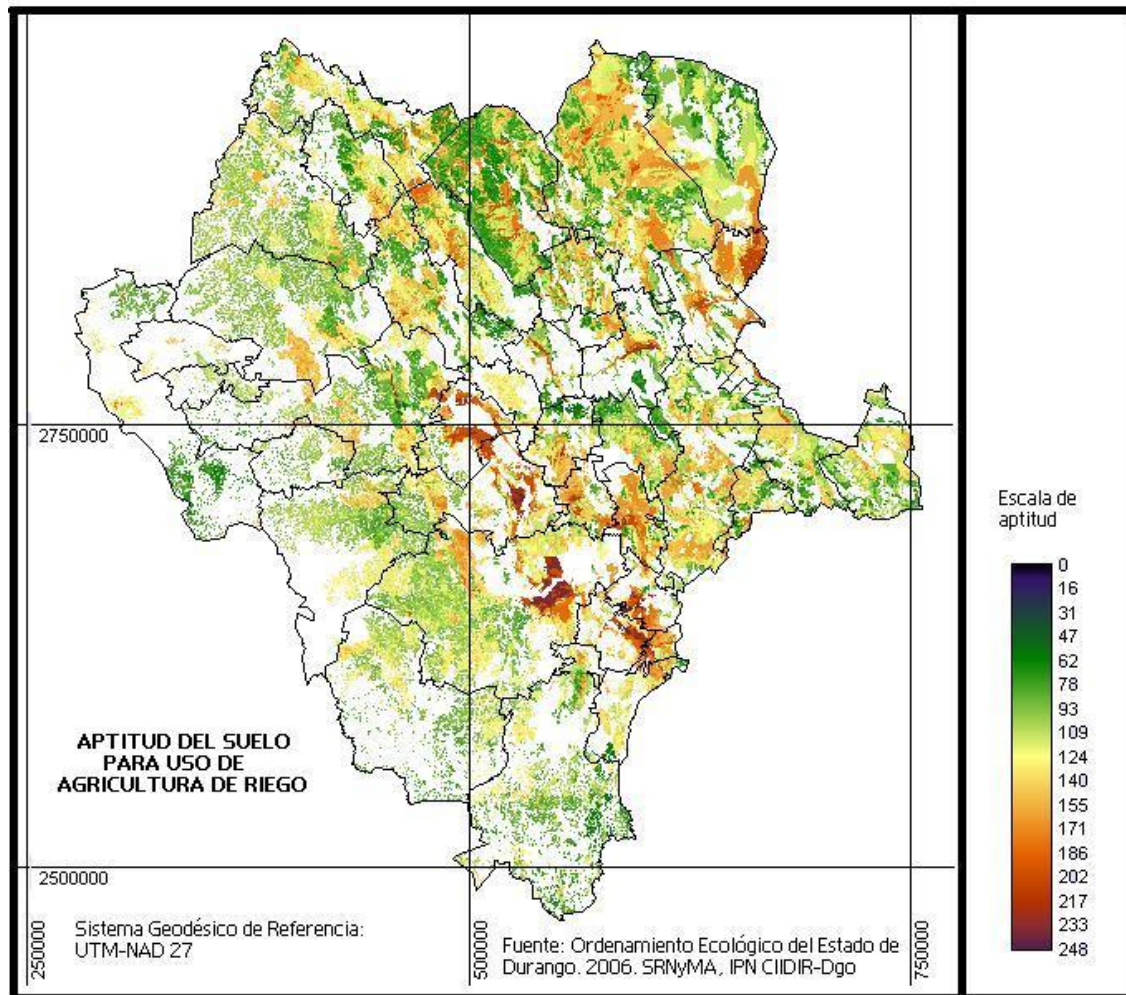 2750000
Escala de
aptitud
0
16
31
47
62
78
93
109
124
140
155
171
186
202
217
233
248
APTITUD DEL SUELO
PARA USO DE
AGRICULTURA DE RIEGO
2500000
Sistema Geodésico de Referencia:
UTM-NAD 27
Fuente: Ordenamiento Ecológico del Estado de
Durango. 2006. SRNyMA, IPN CIIDIR-Dgo
250000
500000
750000